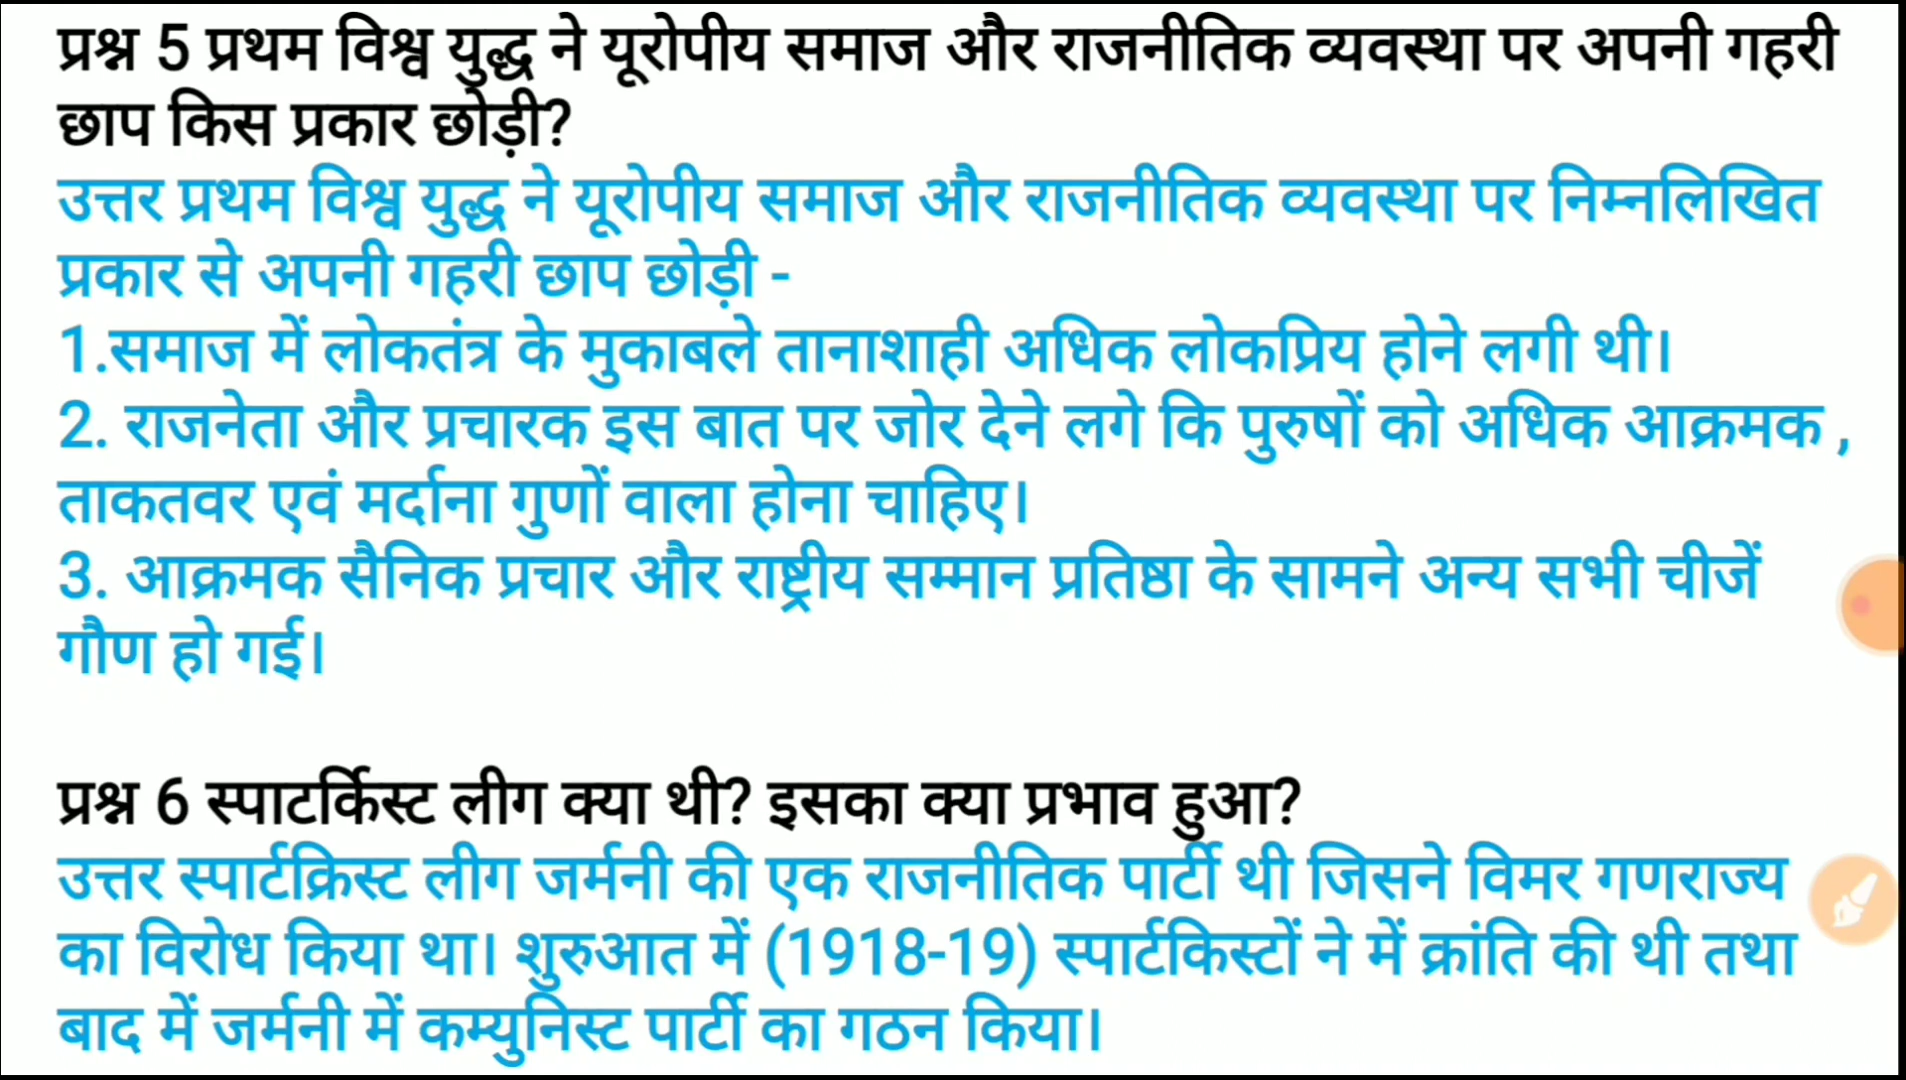 प्रश्न 5 प्रथम विश्व युद्ध ने यूरोपीय समाज और राजनीतिक व्यवस्था पर अपनी गहरी
छाप किस प्रकार छोड़ी?
उत्तर प्रथम विश्व युद्ध ने यूरोपीय समाज और राजनीतिक व्यवस्था पर निम्नलिखित
प्रकार से अपनी गहरी छाप छोड़ी -
1.समाज में लोकतंत्र के मुकाबले तानाशाही अधिक लोकप्रिय होने लगी थी।
2. राजनेता और प्रचारक इस बात पर जोर देने लगे कि पुरुषों को अधिक आक्रमक ,
ताकतवर एवं मर्दाना गुणों वाला होना चाहिए।
3. आक्रमक सैनिक प्रचार और राष्ट्रीय सम्मान प्रतिष्ठा के सामने अन्य सभी चीजें
गौण हो गई।
प्रश्न 6 स्पाटर्किस्ट लीग क्या थी? इसका क्या प्रभाव हुआ?
उत्तर स्पार्टक्रिस्ट लीग जर्मनी की एक राजनीतिक पार्टी थी जिसने विमर गणराज्य
का विरोध किया था। शुरुआत में (1918-19) स्पार्टकिस्टों ने में क्रांति की थी तथा
बाद में जर्मनी में कम्युनिस्ट पार्टी का गठन किया।